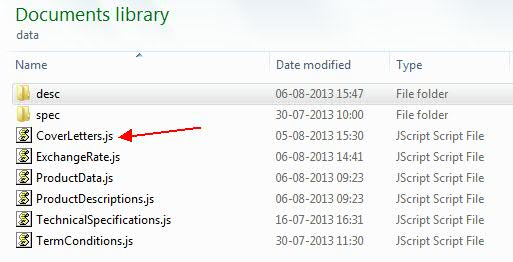 Documents library
data
Name Date modified Type
desc 06-08-2013 15:47 File folder
spec 30-07-2013 10:00 File folder
CoverLetters.js 05-08-2013 15:30 JScript Script File
ExchangeRate.js 06-08-2013 14:41 JScript Script File
ProductData.js 06-08-2013 09:23 JScript Script File
ProductDescriptions.js 06-08-2013 09:23 JScript Script File
TechnicalSpecifications.js 16-07-2013 16:31 JScript Script File
TermConditions.js 30-07-2013 11:30 JScript Script File